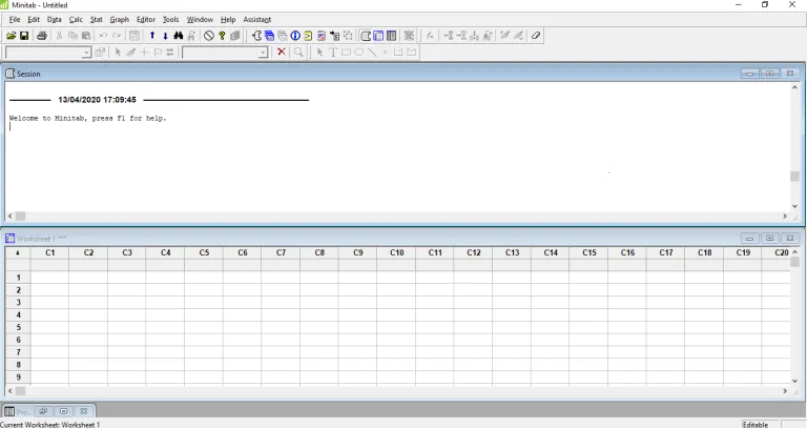 Minitab - Untitled
File Edit Data Calc Stat Graph Editor Tools Window Help Assistant
Session
13/04/2020 17:09:45
Welcome to Minitab, press F1 for help.
Worksheet 1 ***
C1 C2 C3 C4 C5 C6 C7 C8 C9 C10 C11 C12 C13 C14 C15 C16 C17 C18 C19 C20
1
2
3
4
5
6
7
8
9
Current Worksheet: Worksheet 1 Editable